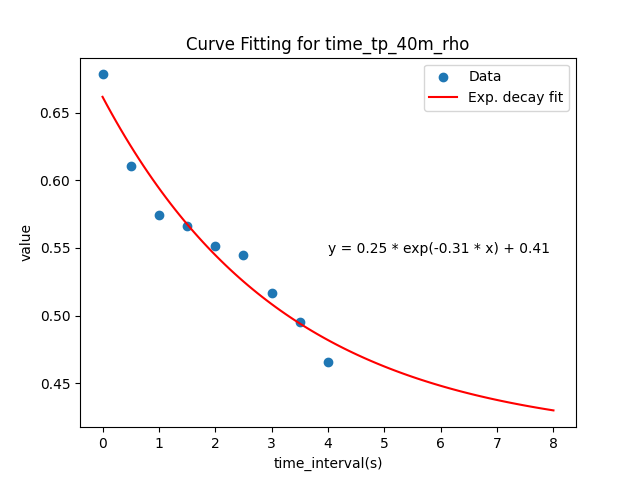 Curve Fitting for time_tp_40m_rho
Data
Exp. decay fit
0.65
0.60
0.55
0.50
0.45
value
y = 0.25 * exp(-0.31 * x) + 0.41
0 1 2 3 4 5 6 7 8
time_interval(s)